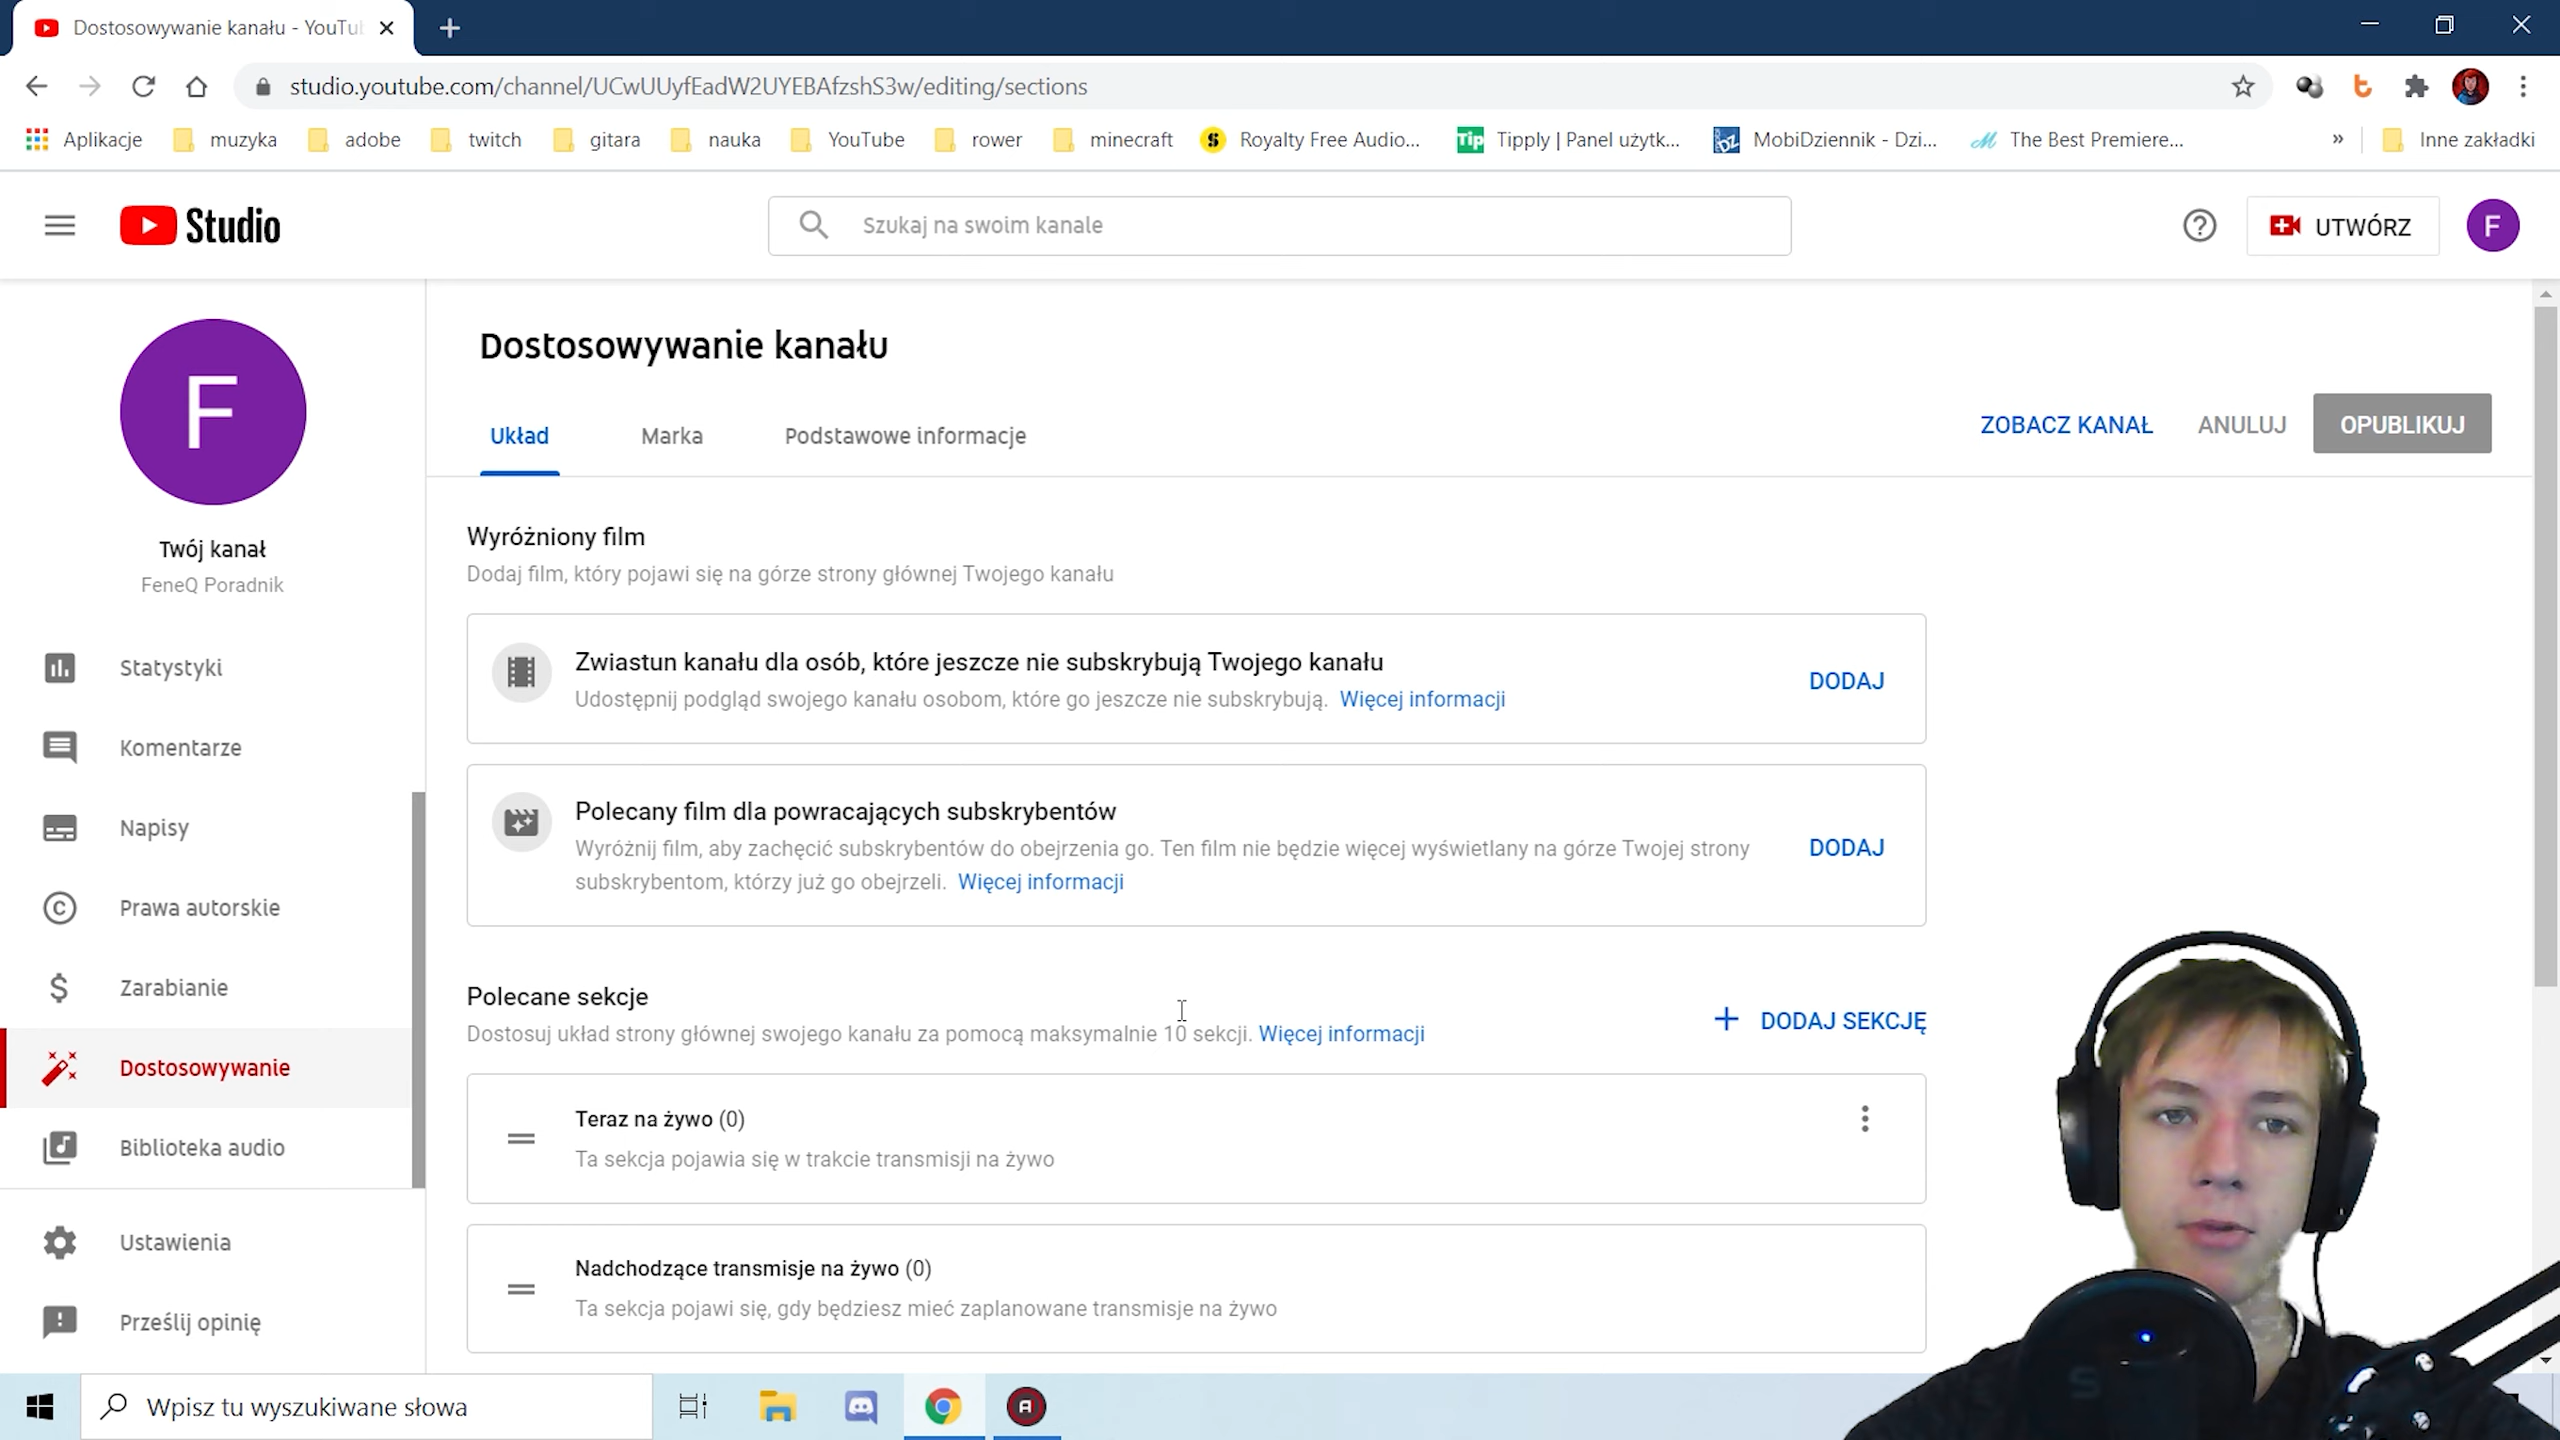 Dostosowywanie kanału - YouTu
studio.youtube.com/channel/UCwUUyfEadW2UYEBAfzshS3w/editing/sections
Aplikacje muzyka adobe twitch gitara nauka YouTube rower minecraft Royalty Free Audio... Tip Tipply | Panel użytk... MobiDziennik - Dzi... The Best Premiere... » Inne zakładki
Studio
Szukaj na swoim kanale
UTWÓRZ
F
F
Twój kanał
FeneQ Poradnik
Statystyki
Komentarze
Napisy
Prawa autorskie
Zarabianie
Dostosowywanie
Biblioteka audio
Ustawienia
Prześlij opinię
Dostosowywanie kanału
Układ Marka Podstawowe informacje
ZOBACZ KANAŁ ANULUJ OPUBLIKUJ
Wyróżniony film
Dodaj film, który pojawi się na górze strony głównej Twojego kanału
Zwiastun kanału dla osób, które jeszcze nie subskrybują Twojego kanału
Udostępnij podgląd swojego kanału osobom, które go jeszcze nie subskrybują. Więcej informacji
DODAJ
Polecany film dla powracających subskrybentów
Wyróżnij film, aby zachęcić subskrybentów do obejrzenia go. Ten film nie będzie więcej wyświetlany na górze Twojej strony
subskrybentom, którzy już go obejrzeli. Więcej informacji
DODAJ
Polecane sekcje
Dostosuj układ strony głównej swojego kanału za pomocą maksymalnie 10 sekcji. Więcej informacji
+ DODAJ SEKCJĘ
Teraz na żywo (0)
Ta sekcja pojawia się w trakcie transmisji na żywo
Nadchodzące transmisje na żywo (0)
Ta sekcja pojawi się, gdy będziesz mieć zaplanowane transmisje na żywo
Wpisz tu wyszukiwane słowa